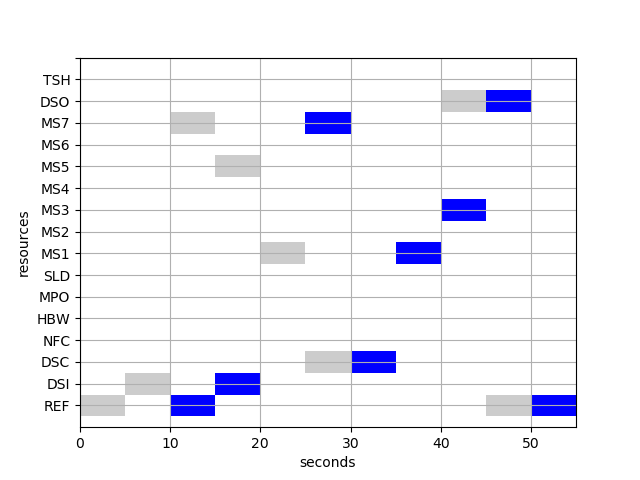 TSH
DSO
MS7
MS6
MS5
MS4
MS3
MS2
MS1
SLD
MPO
HBW
NFC
DSC
DSI
REF
resources
0 10 20 30 40 50
seconds